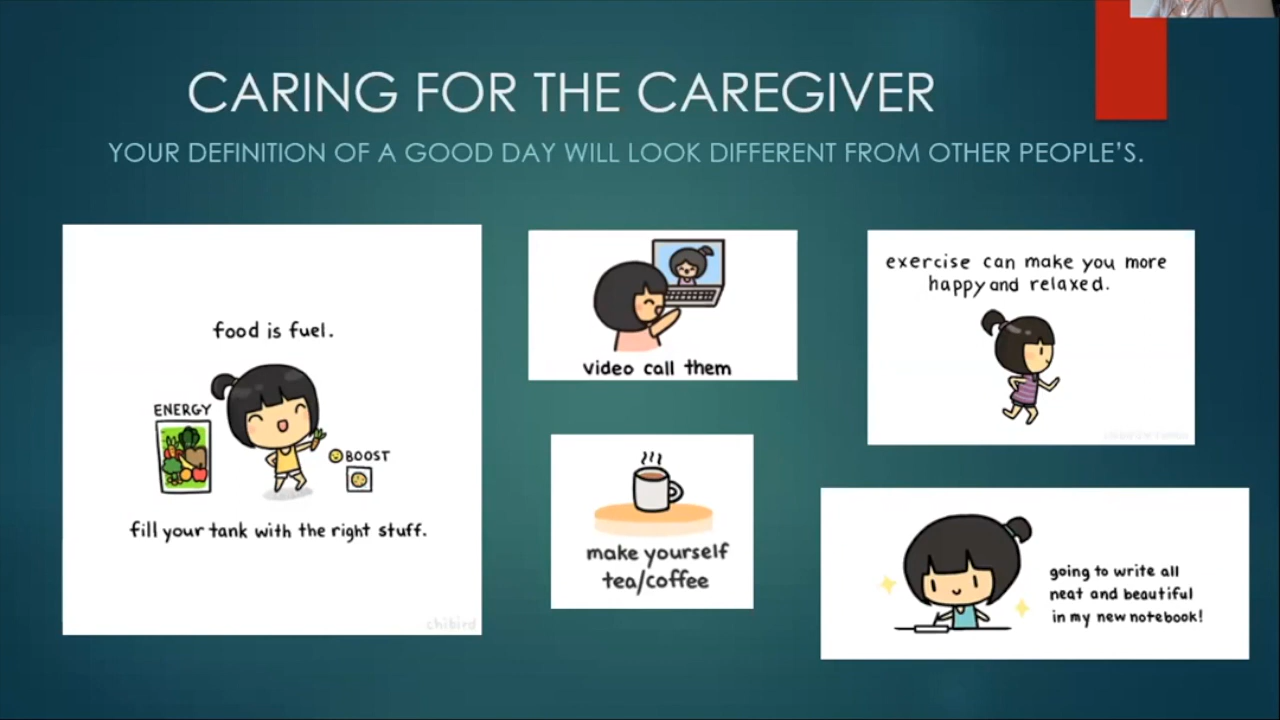 CARING FOR THE CAREGIVER
YOUR DEFINITION OF A GOOD DAY WILL LOOK DIFFERENT FROM OTHER PEOPLE'S.
food is fuel.
ENERGY
BOOST
fill your tank with the right stuff.
chibird
video call them
make yourself
tea/coffee
exercise can make you more
happy and relaxed.
going to write all
neat and beautiful
in my new notebook!